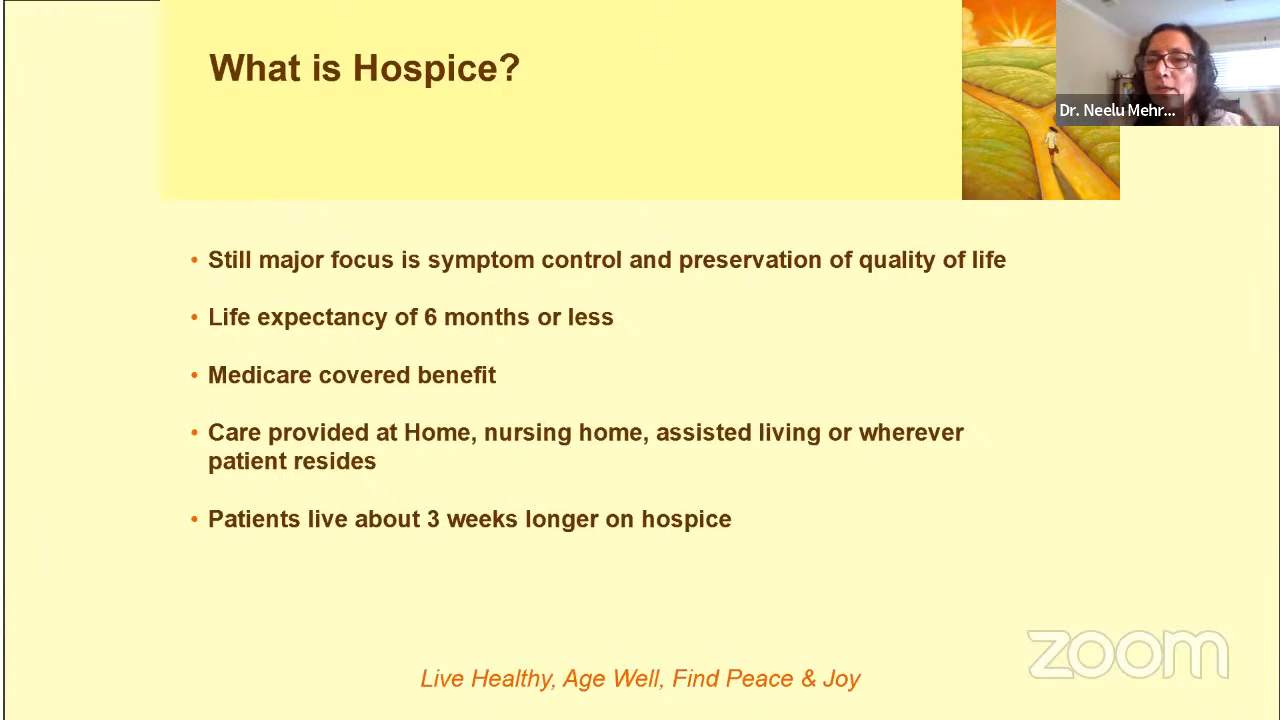 What is Hospice?
Dr. Neelu Mehr...
• Still major focus is symptom control and preservation of quality of life
• Life expectancy of 6 months or less
• Medicare covered benefit
• Care provided at Home, nursing home, assisted living or wherever
patient resides
• Patients live about 3 weeks longer on hospice
zoom
Live Healthy, Age Well, Find Peace & Joy